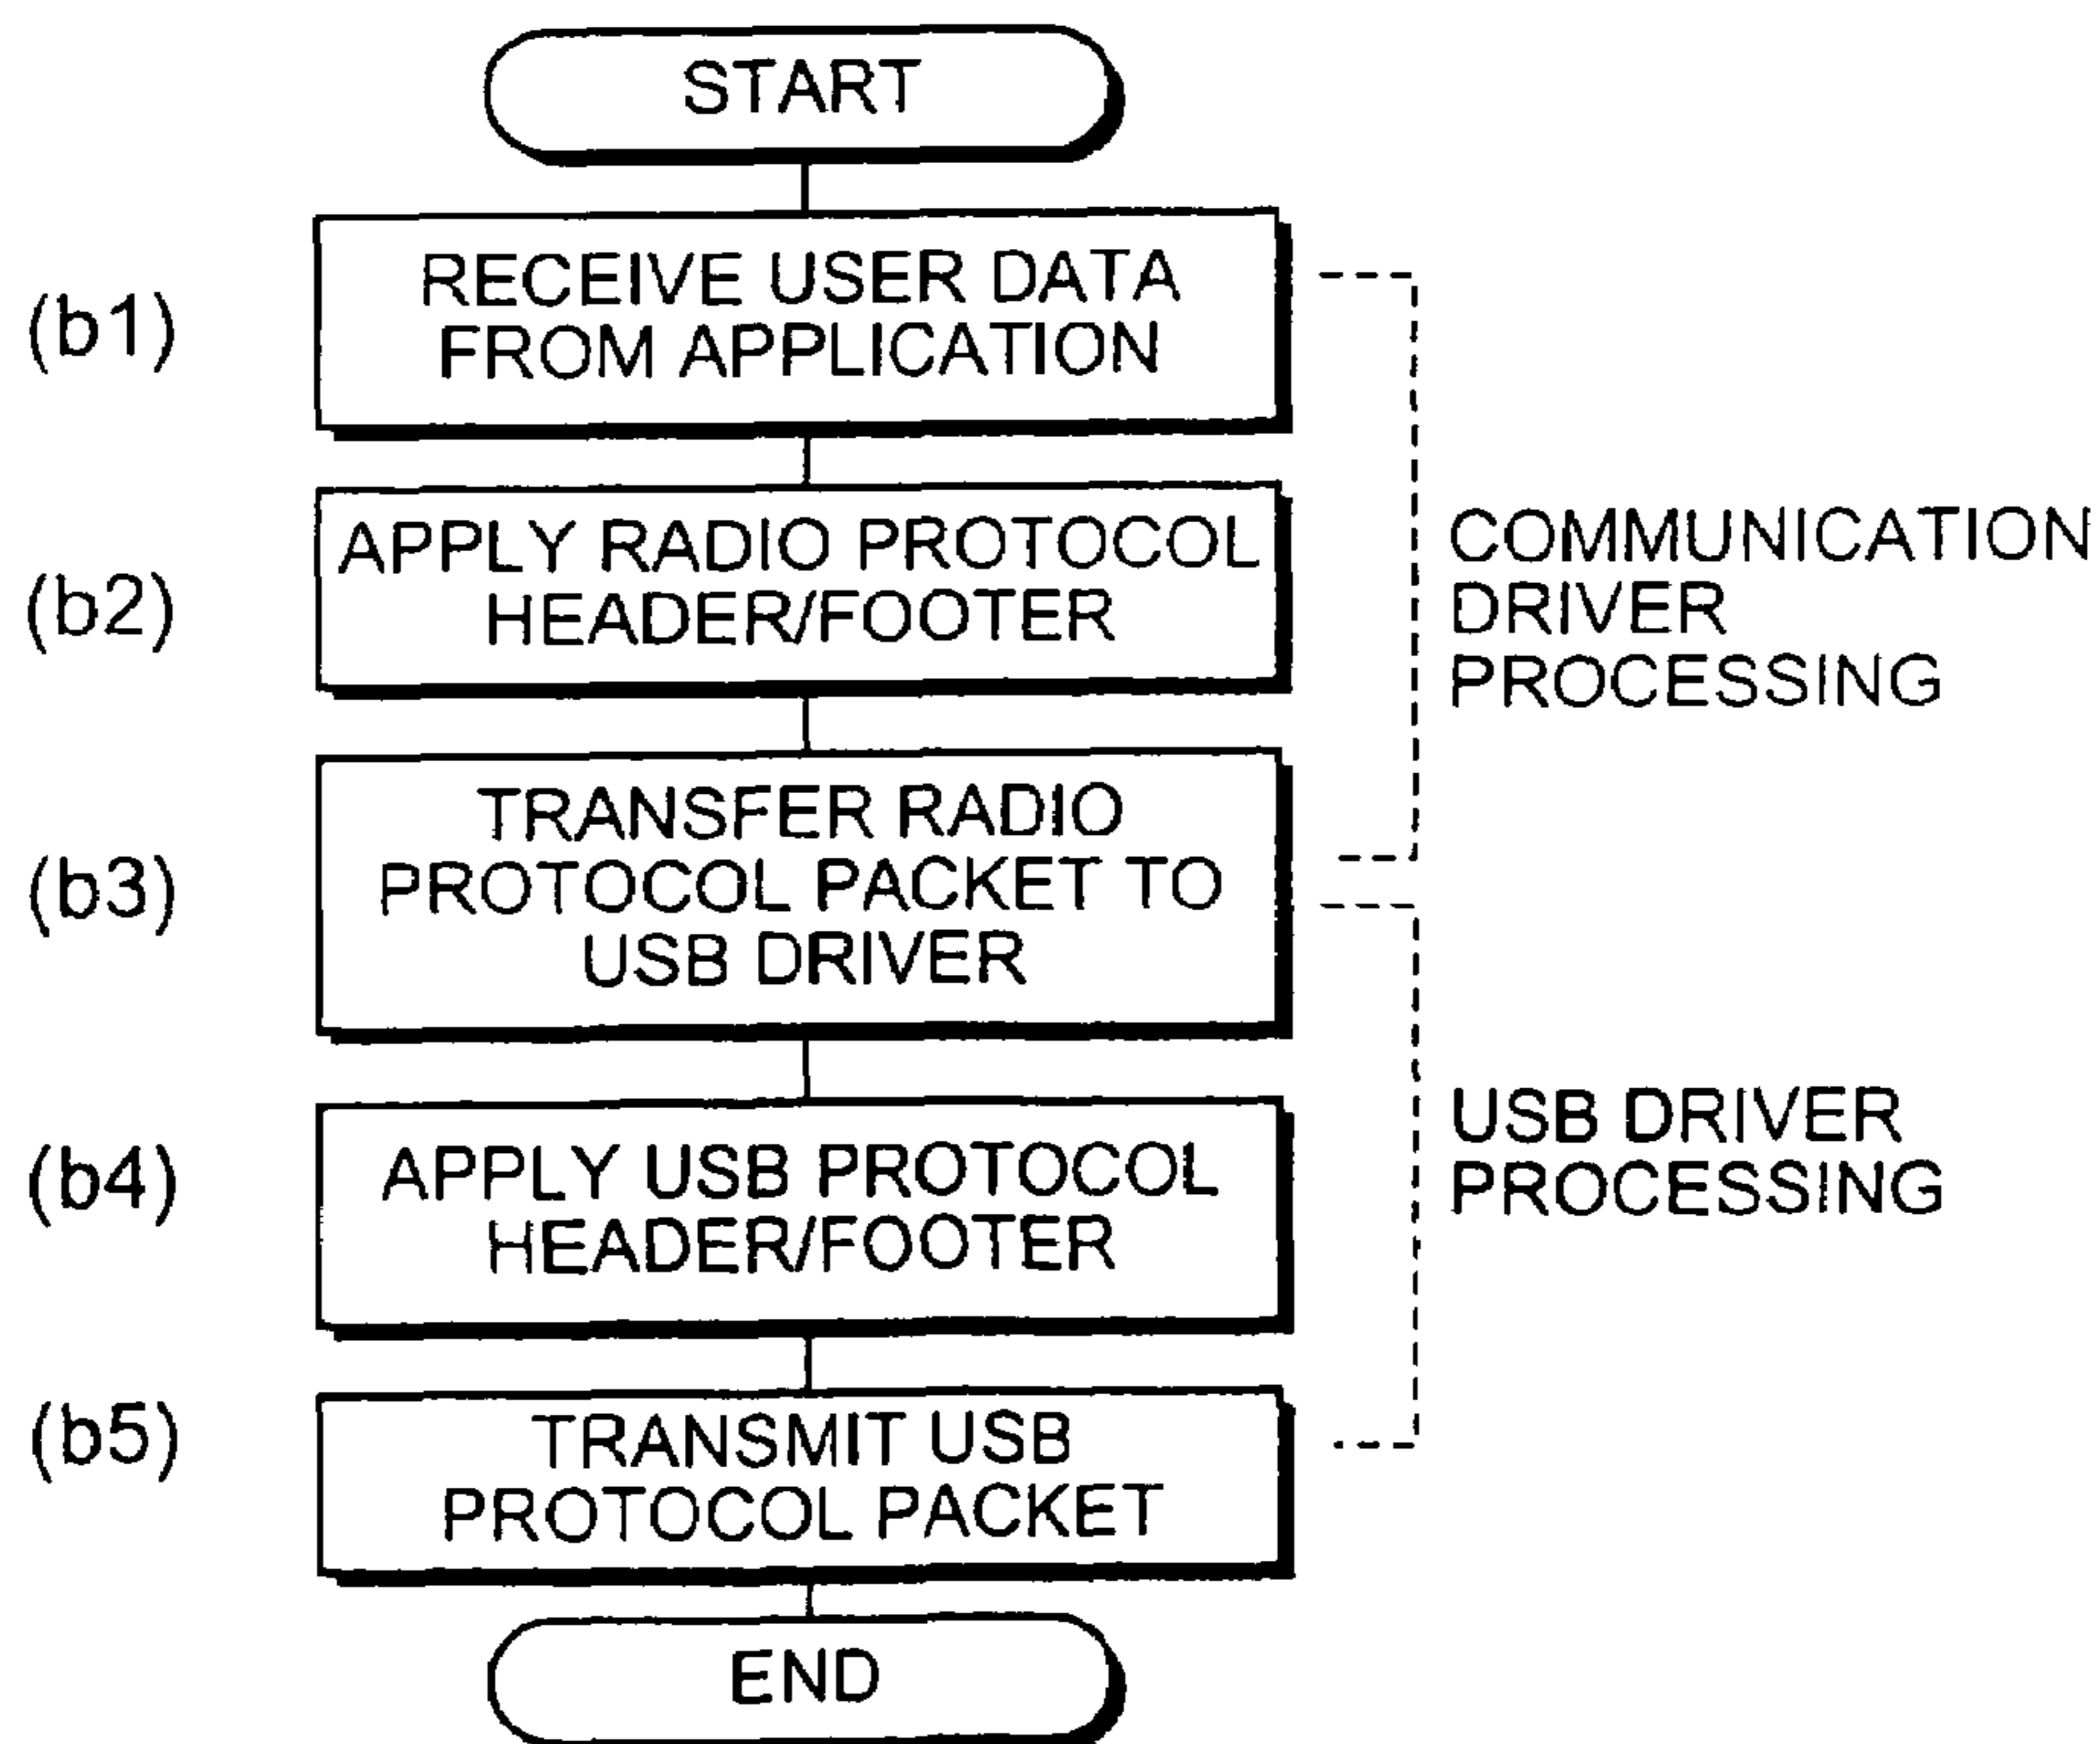 START
(b1)
RECEIVE USER DATA
FROM APPLICATION
(b2)
APPLY RADIO PROTOCOL
HEADER/FOOTER
COMMUNICATION
DRIVER
PROCESSING
(b3)
TRANSFER RADIO
PROTOCOL PACKET TO
USB DRIVER
(b4)
APPLY USB PROTOCOL
HEADER/FOOTER
USB DRIVER
PROCESSING
(b5)
TRANSMIT USB
PROTOCOL PACKET
END